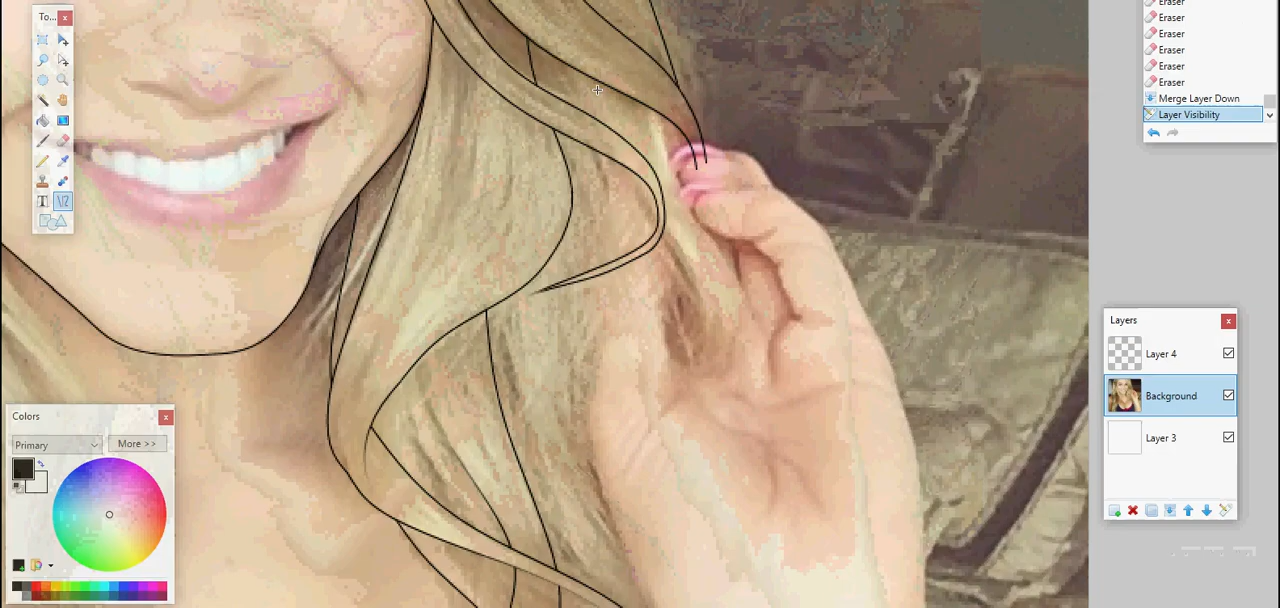 To...
Eraser
Eraser
Eraser
Eraser
Eraser
Eraser
Merge Layer Down
Layer Visibility
Layers
Layer 4
Background
Layer 3
Colors
Primary
More >>